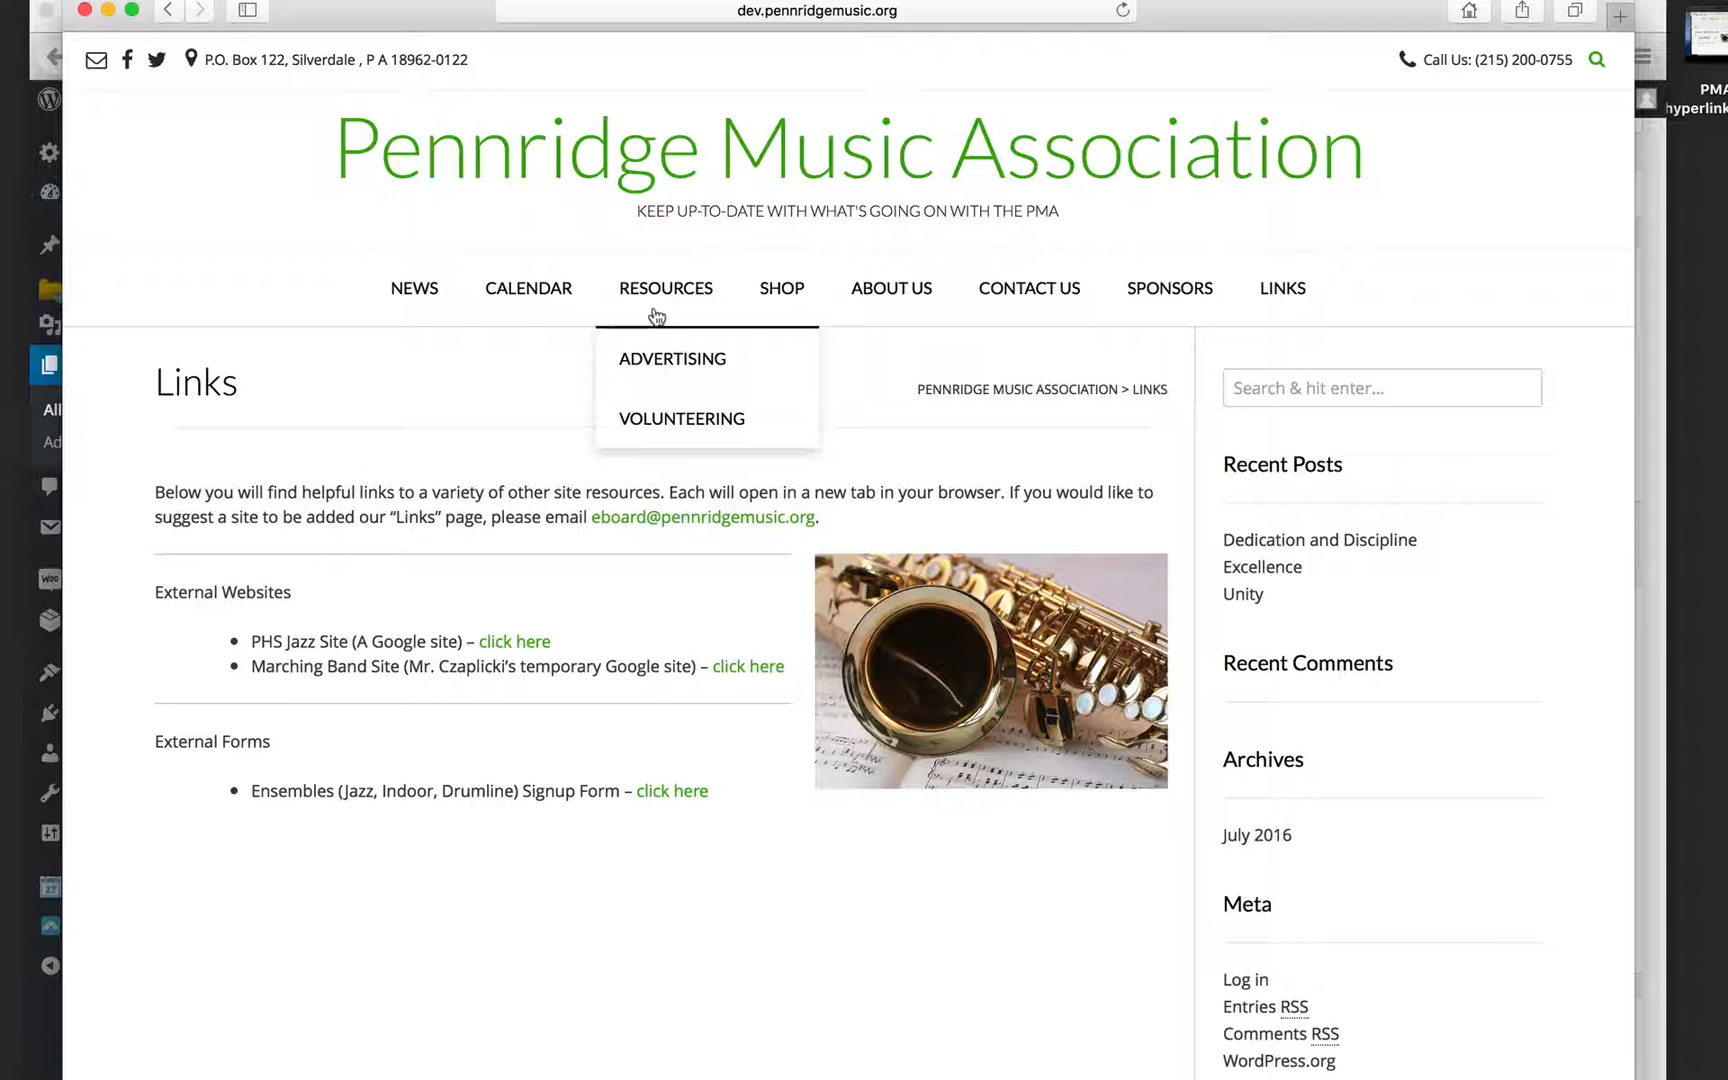 dev.pennridgemusic.org
P.O. Box 122, Silverdale , P A 18962-0122
Call Us: (215) 200-0755
PMA
hyperlink
Pennridge Music Association
KEEP UP-TO-DATE WITH WHAT'S GOING ON WITH THE PMA
NEWS CALENDAR RESOURCES SHOP ABOUT US CONTACT US SPONSORS LINKS
ADVERTISING
VOLUNTEERING
Links
PENNRIDGE MUSIC ASSOCIATION > LINKS
Below you will find helpful links to a variety of other site resources. Each will open in a new tab in your browser. If you would like to
suggest a site to be added our “Links” page, please email eboard@pennridgemusic.org.
External Websites
PHS Jazz Site (A Google site) – click here
Marching Band Site (Mr. Czaplicki’s temporary Google site) – click here
External Forms
Ensembles (Jazz, Indoor, Drumline) Signup Form – click here
Search & hit enter...
Recent Posts
Dedication and Discipline
Excellence
Unity
Recent Comments
Archives
July 2016
Meta
Log in
Entries RSS
Comments RSS
WordPress.org
All
Ad
Woo
27